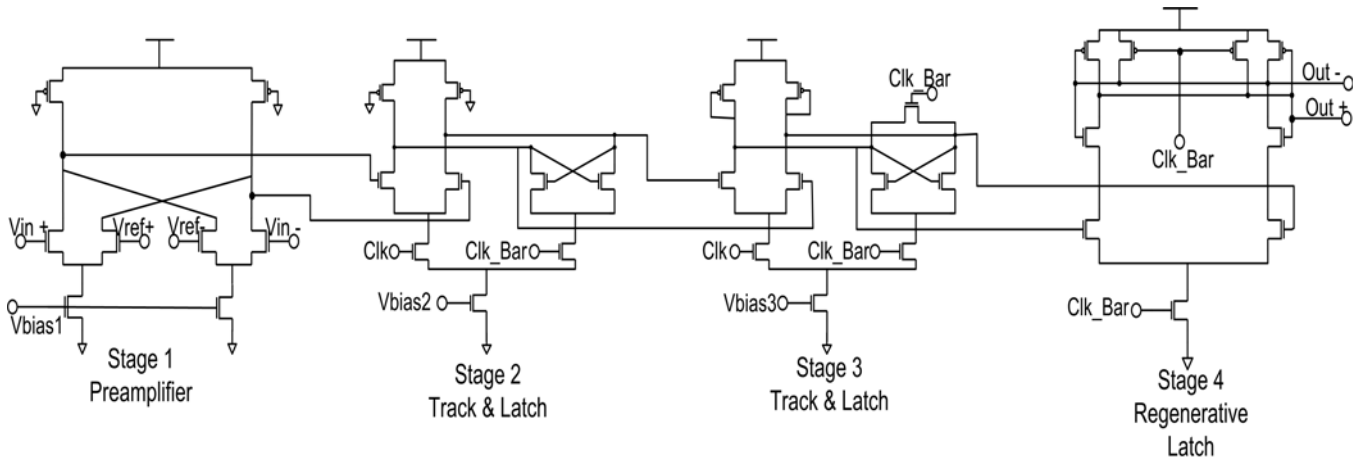 Vin +
Vref+
Vref-
Vin -
Vbias1
Stage 1
Preamplifier
Clk
Clk_Bar
Vbias2
Stage 2
Track & Latch
Clk_Bar
Clk
Clk_Bar
Vbias3
Stage 3
Track & Latch
Out -
Out +
Clk_Bar
Clk_Bar
Stage 4
Regenerative
Latch